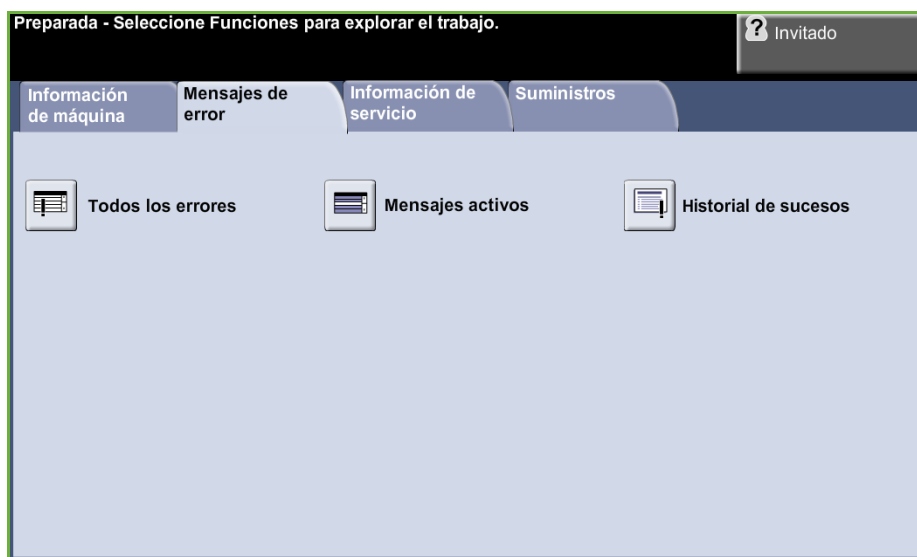 Preparada - Seleccione Funciones para explorar el trabajo.
Invitado
Información
de máquina
Mensajes de
error
Información de
servicio
Suministros
Todos los errores
Mensajes activos
Historial de sucesos